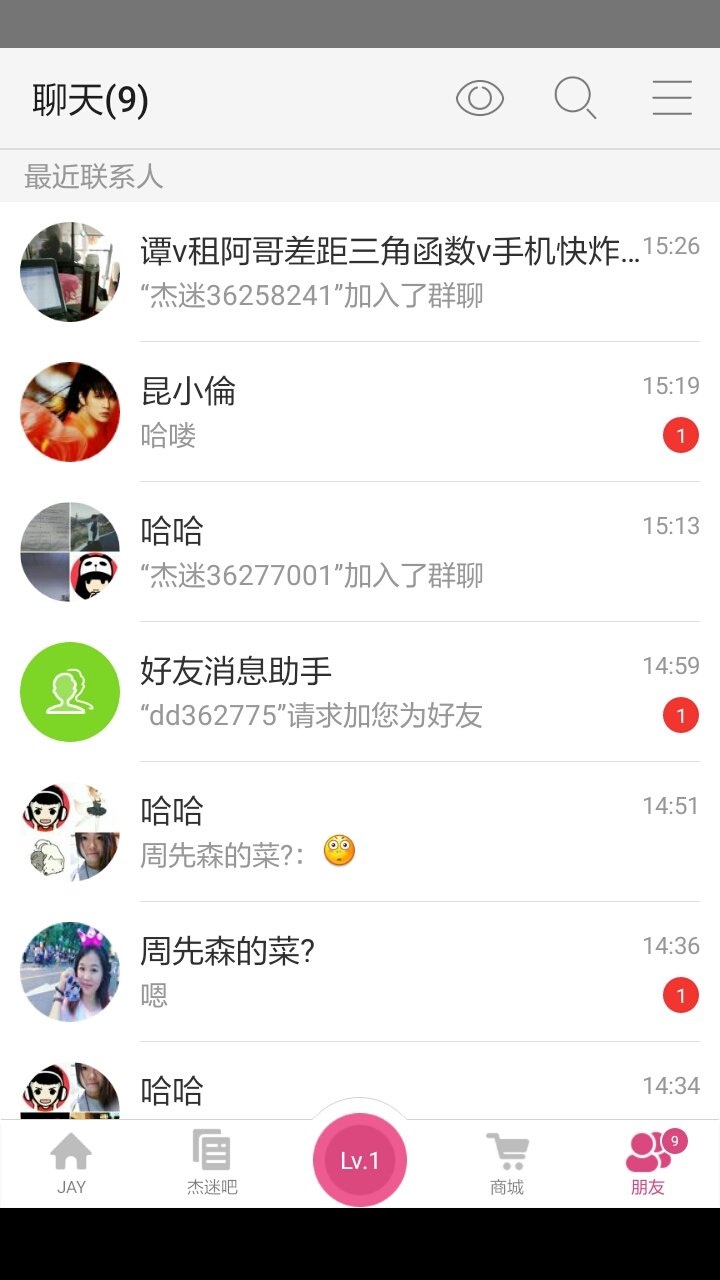 聊天(9)
最近联系人
谭v租阿哥差距三角函数v手机快炸... 15:26
“杰迷36258241”加入了群聊
昆小倫 15:19
哈喽 1
哈哈 15:13
“杰迷36277001”加入了群聊
好友消息助手 14:59
“dd362775”请求加您为好友 1
哈哈 14:51
周先森的菜?:
周先森的菜? 14:36
嗯 1
哈哈 14:34
Lv.1
9
JAY 杰迷吧 商城 朋友